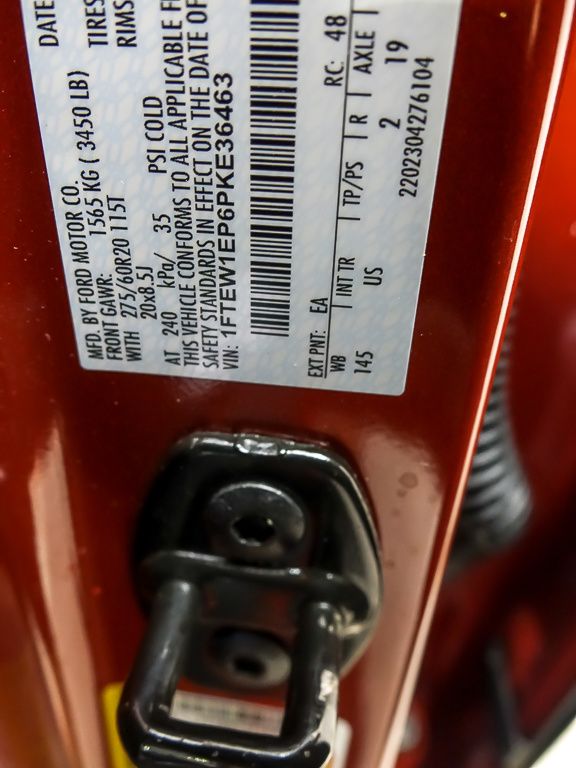 MFD. BY FORD MOTOR CO.
DATE
FRONT GAWR: 1565 KG ( 3450 LB)
WITH 275/60R20 115T TIRES
20x8.5J RIMS
AT 240 kPa/ 35 PSI COLD
THIS VEHICLE CONFORMS TO ALL APPLICABLE F
SAFETY STANDARDS IN EFFECT ON THE DATE OF
VIN: 1FTEW1EP6PKE36463
EXT PNT: EA RC: 48
WB INT TR TP/PS R AXLE
145 US 2 19
2202304276104